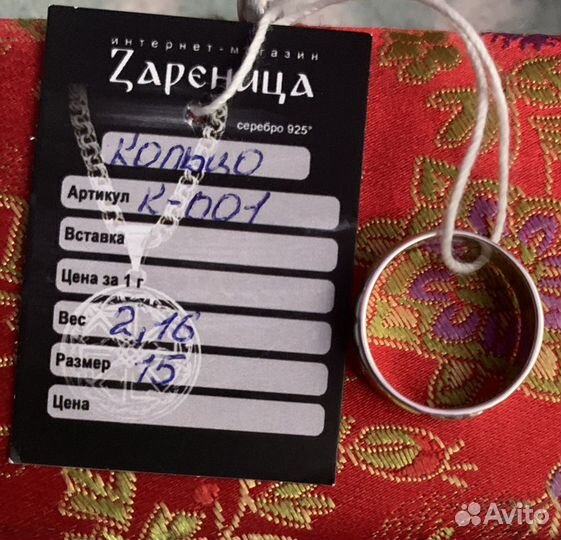 интернет-магазин
Zареница
серебро 925°
Кольцо
Артикул К-001
Вставка
Цена за 1 г
Вес 2,16
Размер 15
Цена
Avito